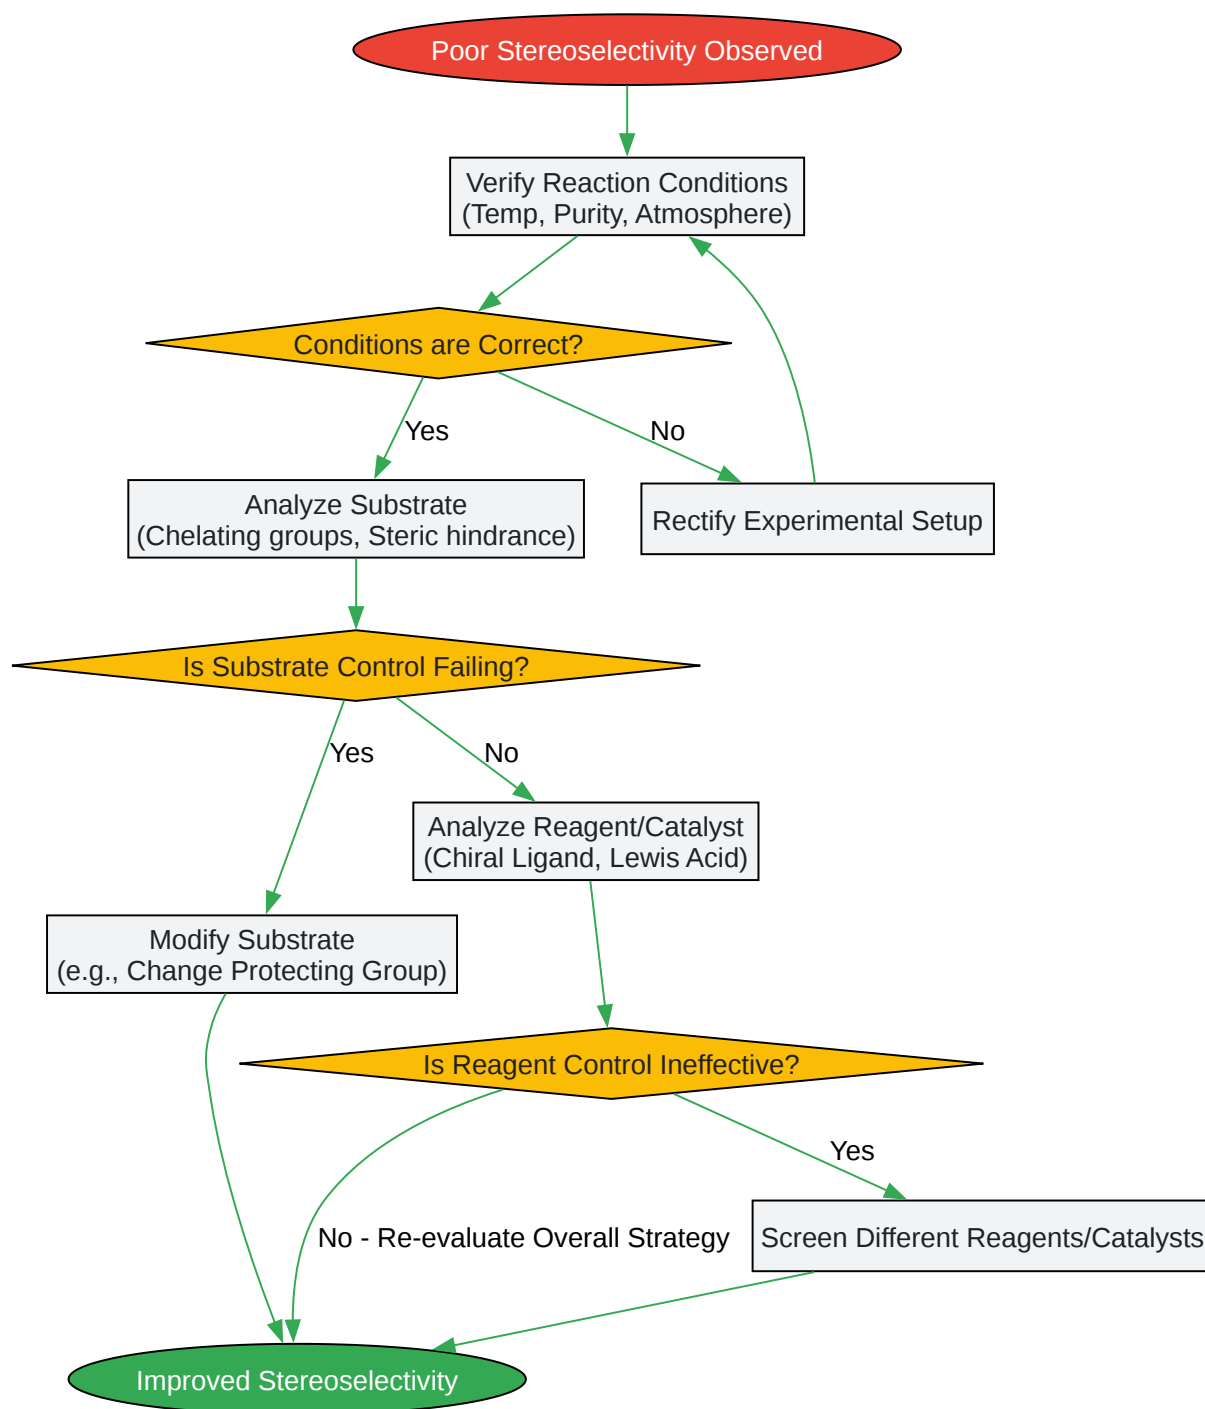 Poor Stereoselectivity Observed
Verify Reaction Conditions
(Temp, Purity, Atmosphere)
Conditions are Correct?
Yes
No
Analyze Substrate
(Chelating groups, Steric hindrance)
Rectify Experimental Setup
Is Substrate Control Failing?
Yes
No
Analyze Reagent/Catalyst
(Chiral Ligand, Lewis Acid)
Modify Substrate
(e.g., Change Protecting Group)
Is Reagent Control Ineffective?
Yes
No - Re-evaluate Overall Strategy
Screen Different Reagents/Catalysts
Improved Stereoselectivity